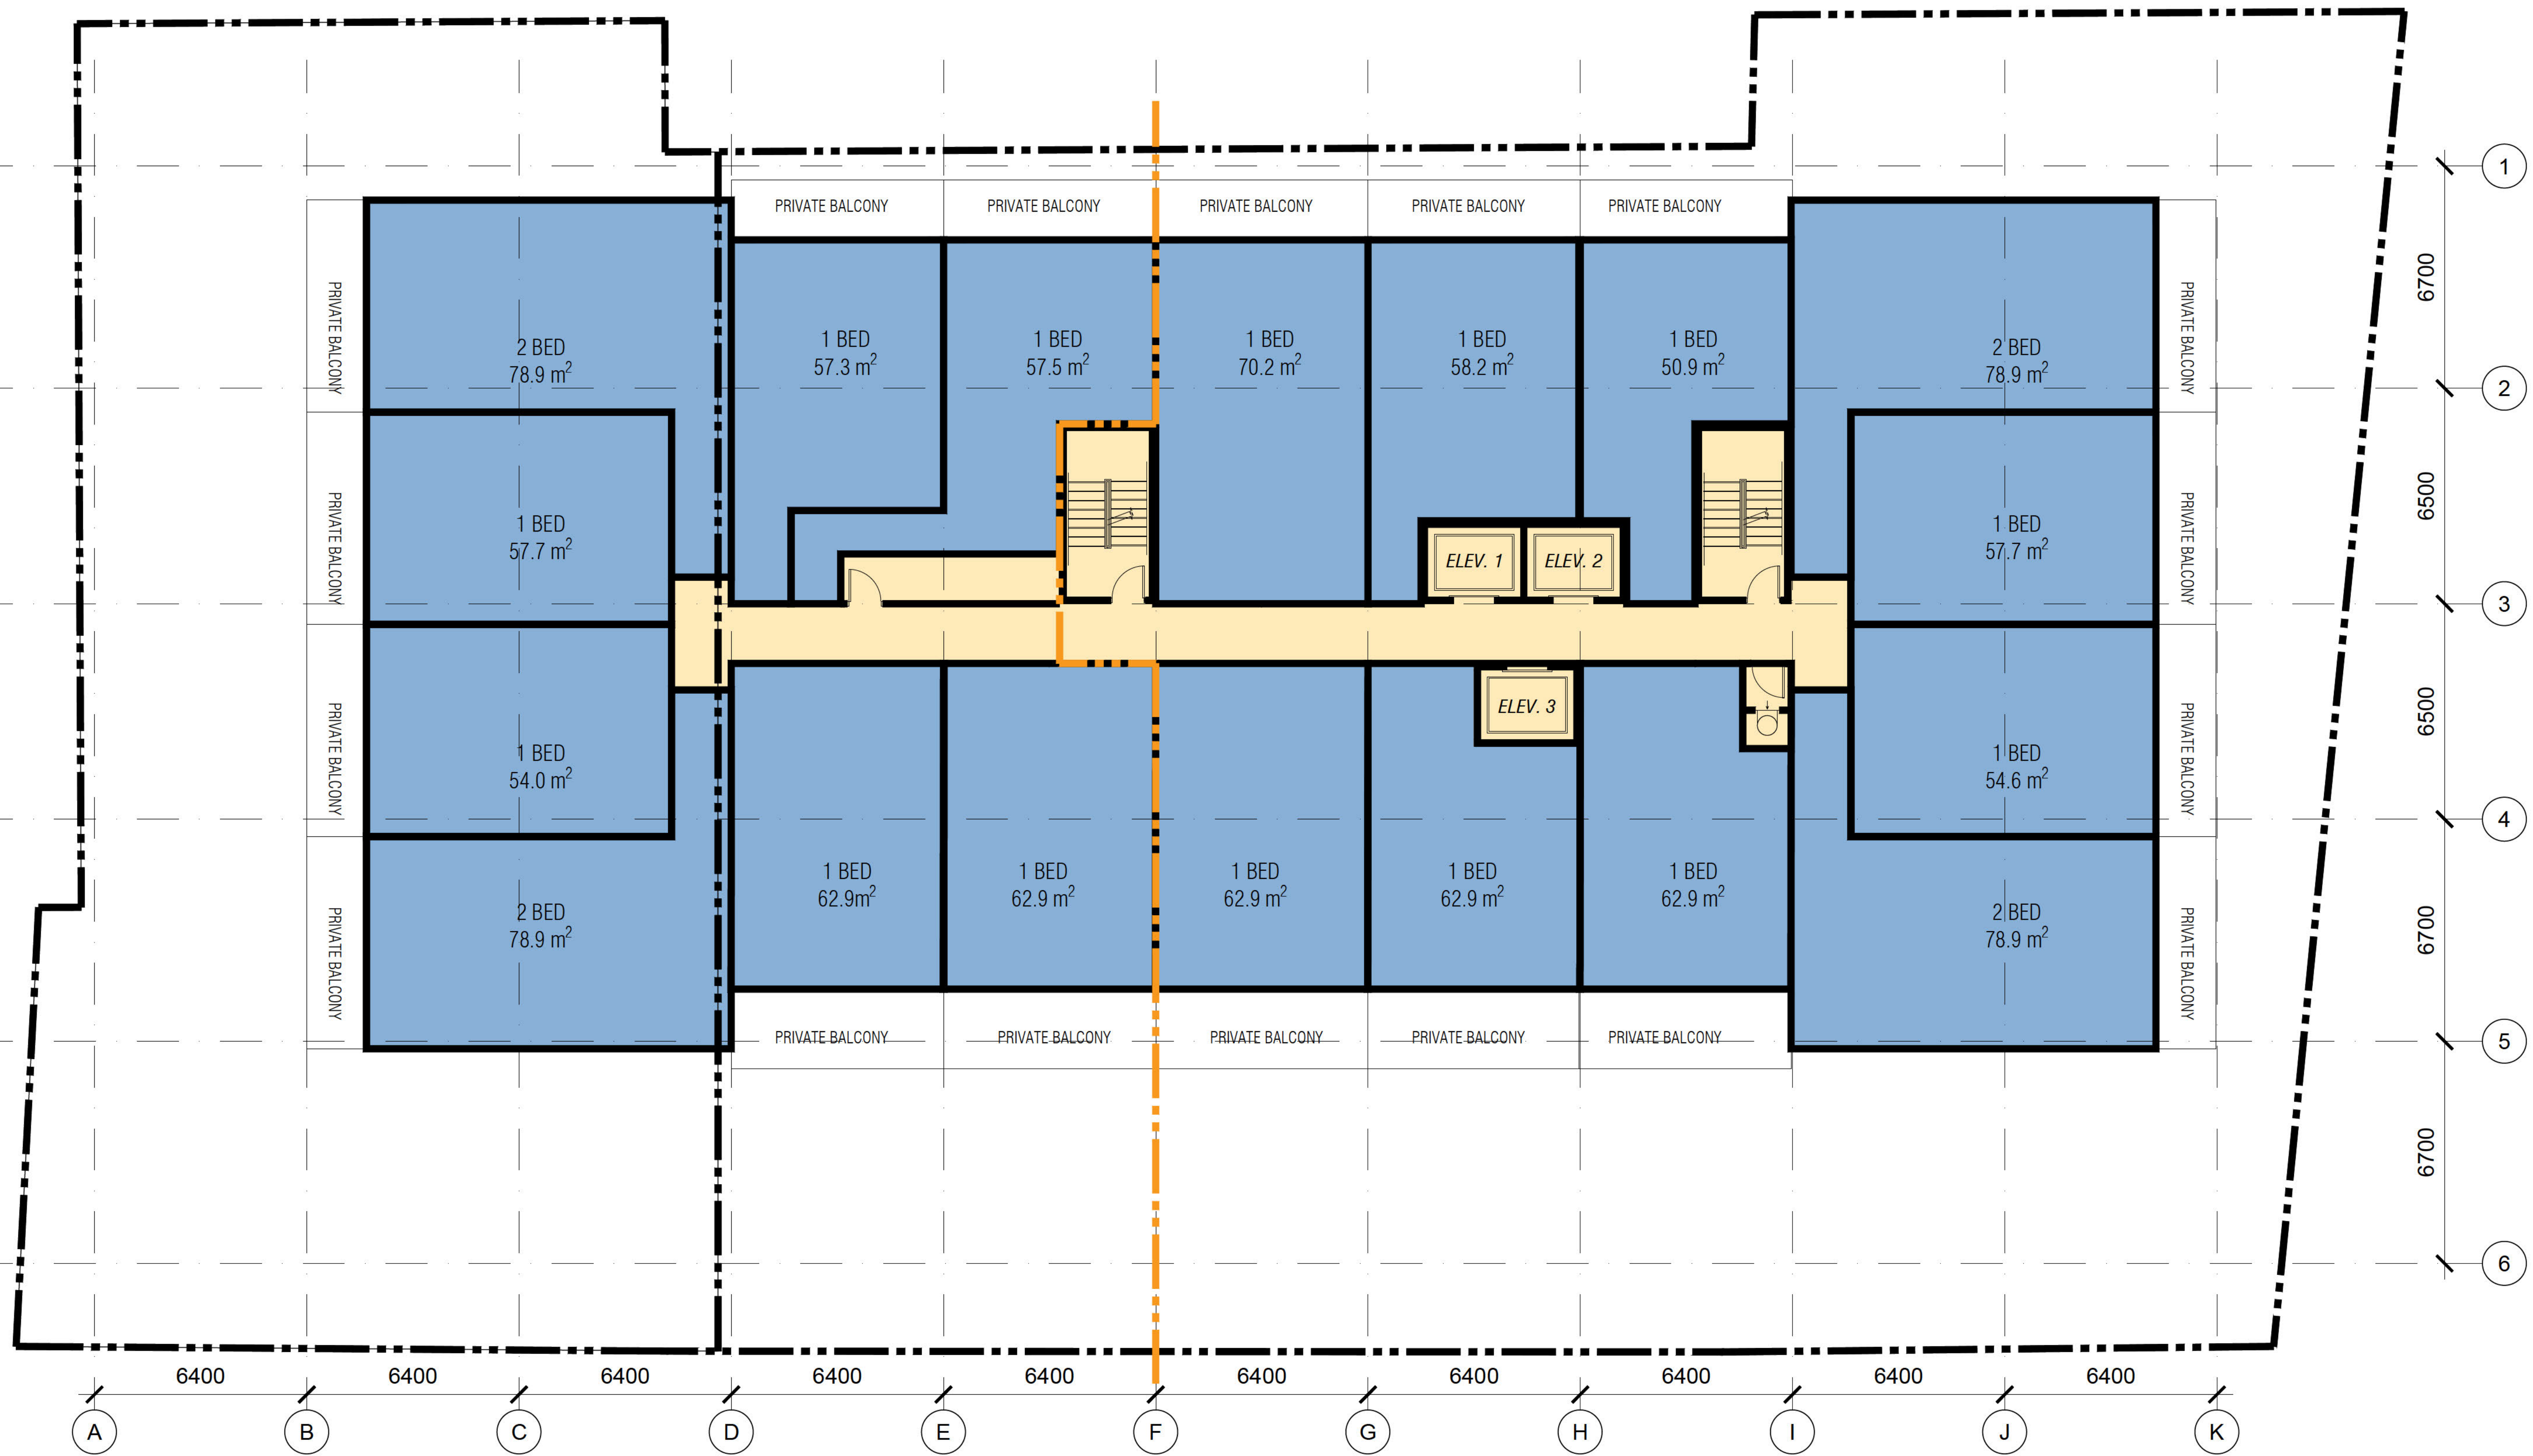 1
PRIVATE BALCONY
PRIVATE BALCONY
PRIVATE BALCONY
PRIVATE BALCONY
PRIVATE BALCONY
6700
PRIVATE BALCONY
2 BED
78.9 m²
1 BED
57.3 m²
1 BED
57.5 m²
1 BED
70.2 m²
1 BED
58.2 m²
1 BED
50.9 m²
2 BED
78.9 m²
PRIVATE BALCONY
2
6500
PRIVATE BALCONY
1 BED
57.7 m²
ELEV. 1
ELEV. 2
1 BED
57.7 m²
PRIVATE BALCONY
3
6500
PRIVATE BALCONY
1 BED
54.0 m²
ELEV. 3
1 BED
54.6 m²
PRIVATE BALCONY
4
6700
PRIVATE BALCONY
2 BED
78.9 m²
1 BED
62.9m²
1 BED
62.9 m²
1 BED
62.9 m²
1 BED
62.9 m²
1 BED
62.9 m²
2 BED
78.9 m²
PRIVATE BALCONY
PRIVATE BALCONY
PRIVATE BALCONY
PRIVATE BALCONY
PRIVATE BALCONY
PRIVATE BALCONY
5
6700
6
6400
6400
6400
6400
6400
6400
6400
6400
6400
6400
A
B
C
D
E
F
G
H
I
J
K